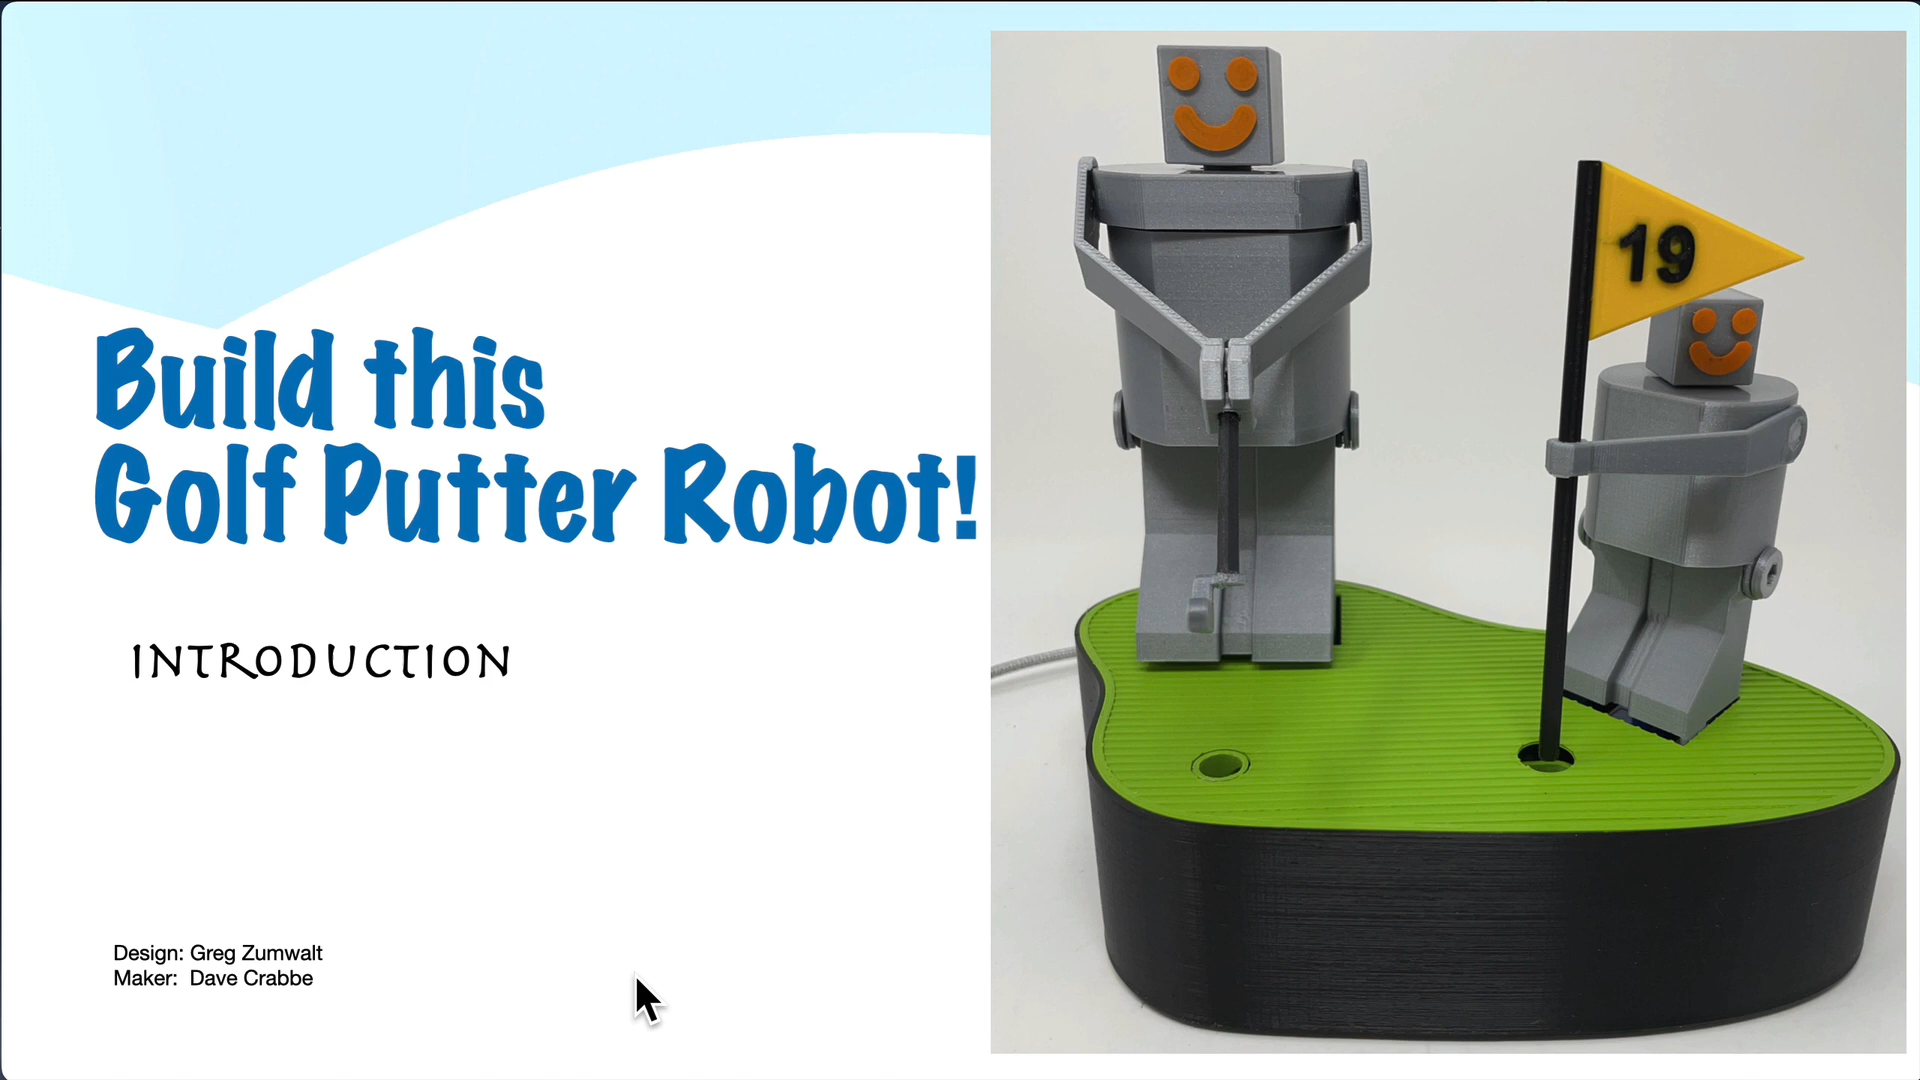 Build this
Golf Putter Robot!
INTRODUCTION
Design: Greg Zumwalt
Maker: Dave Crabbe
19